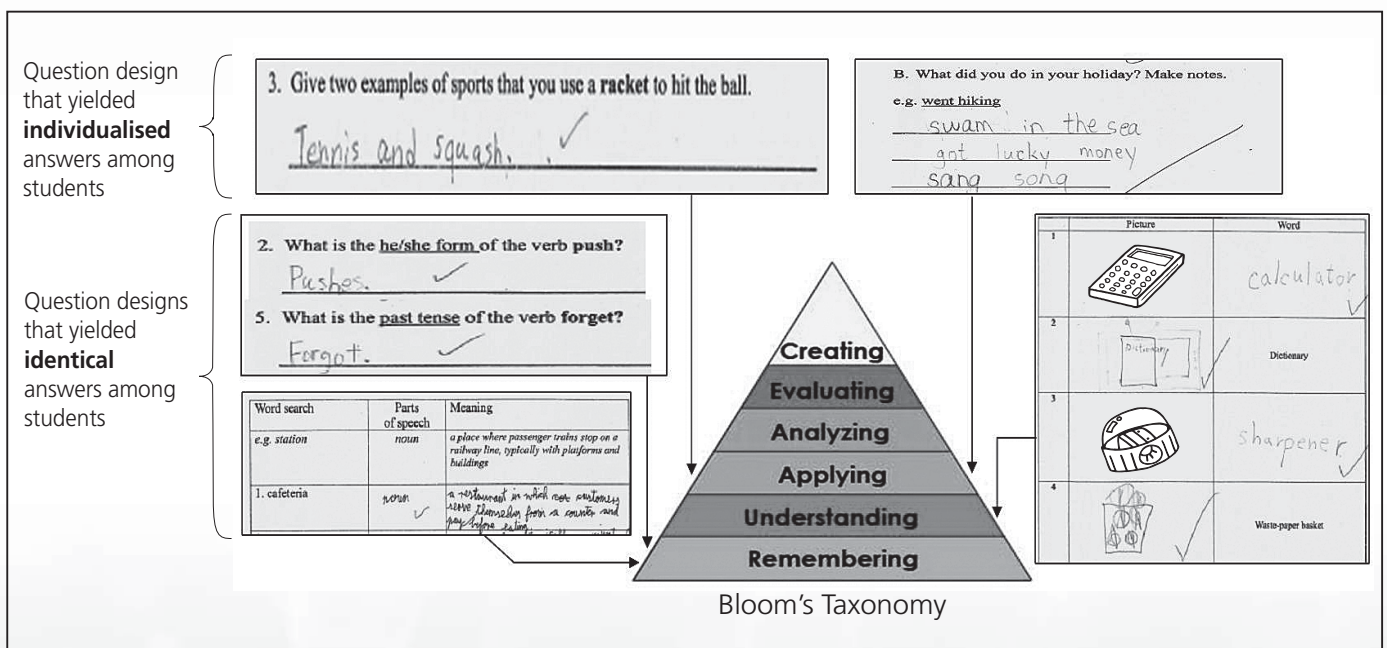 Question design
that yielded
individualised
answers among
students
3. Give two examples of sports that you use a racket to hit the ball.
Tennis and squash.
B. What did you do in your holiday? Make notes.
e.g. went hiking
swam in the sea
got lucky money
sang song
Question designs
that yielded
identical
answers among
students
2. What is the he/she form of the verb push?
Pushes.
5. What is the past tense of the verb forget?
Forgot.
Word search Parts of speech Meaning
e.g. station noun a place where passenger trains stop on a
railway line, typically with platforms and
buildings
1. cafeteria noun a restaurant in which customers
serve themselves from a counter and
pay before eating
Picture Word
1 calculator
2 Dictionary Dictionary
3 sharpener
4 Waste-paper basket
Creating
Evaluating
Analyzing
Applying
Understanding
Remembering
Bloom's Taxonomy